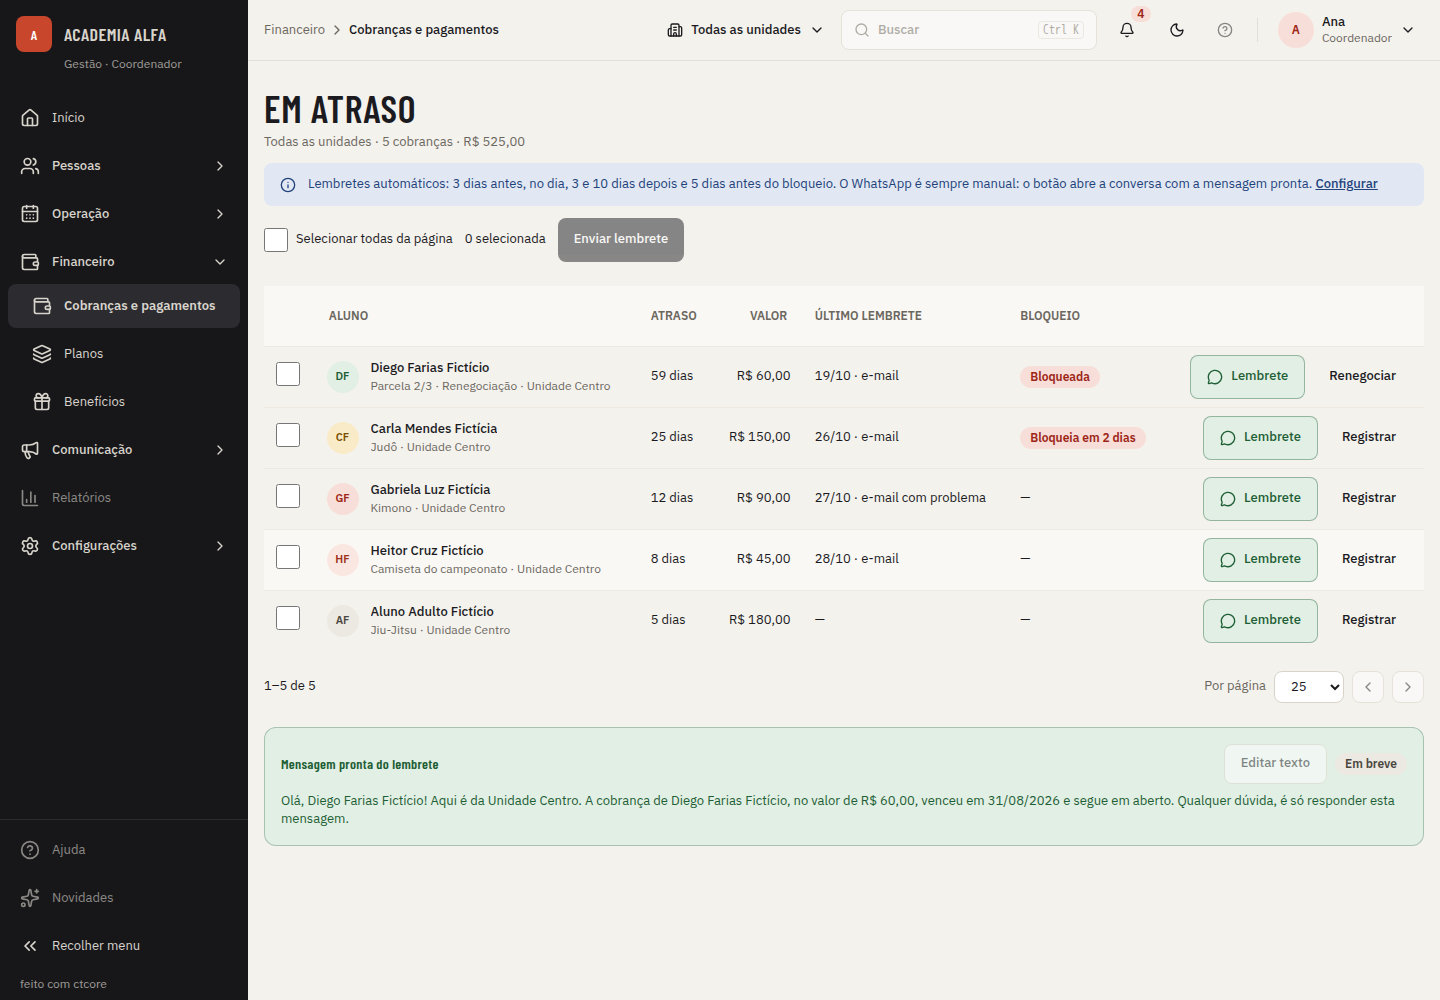 A
ACADEMIA ALFA
Gestão · Coordenador
Início
Pessoas
Operação
Financeiro
Cobranças e pagamentos
Planos
Benefícios
Comunicação
Relatórios
Configurações
Ajuda
Novidades
Recolher menu
feito com ctcore
Financeiro > Cobranças e pagamentos
Todas as unidades
Buscar
Ctrl K
4
A
Ana
Coordenador
EM ATRASO
Todas as unidades · 5 cobranças · R$ 525,00
Lembretes automáticos: 3 dias antes, no dia, 3 e 10 dias depois e 5 dias antes do bloqueio. O WhatsApp é sempre manual: o botão abre a conversa com a mensagem pronta. Configurar
Selecionar todas da página 0 selecionada Enviar lembrete
ALUNO ATRASO VALOR ÚLTIMO LEMBRETE BLOQUEIO
DF Diego Farias Fictício 59 dias R$ 60,00 19/10 · e-mail Bloqueada Lembrete Renegociar
Parcela 2/3 · Renegociação · Unidade Centro
CF Carla Mendes Fictícia 25 dias R$ 150,00 26/10 · e-mail Bloqueia em 2 dias Lembrete Registrar
Judô · Unidade Centro
GF Gabriela Luz Fictícia 12 dias R$ 90,00 27/10 · e-mail com problema — Lembrete Registrar
Kimono · Unidade Centro
HF Heitor Cruz Fictício 8 dias R$ 45,00 28/10 · e-mail — Lembrete Registrar
Camiseta do campeonato · Unidade Centro
AF Aluno Adulto Fictício 5 dias R$ 180,00 — — Lembrete Registrar
Jiu-Jitsu · Unidade Centro
1–5 de 5
Por página 25
Mensagem pronta do lembrete
Editar texto Em breve
Olá, Diego Farias Fictício! Aqui é da Unidade Centro. A cobrança de Diego Farias Fictício, no valor de R$ 60,00, venceu em 31/08/2026 e segue em aberto. Qualquer dúvida, é só responder esta
mensagem.